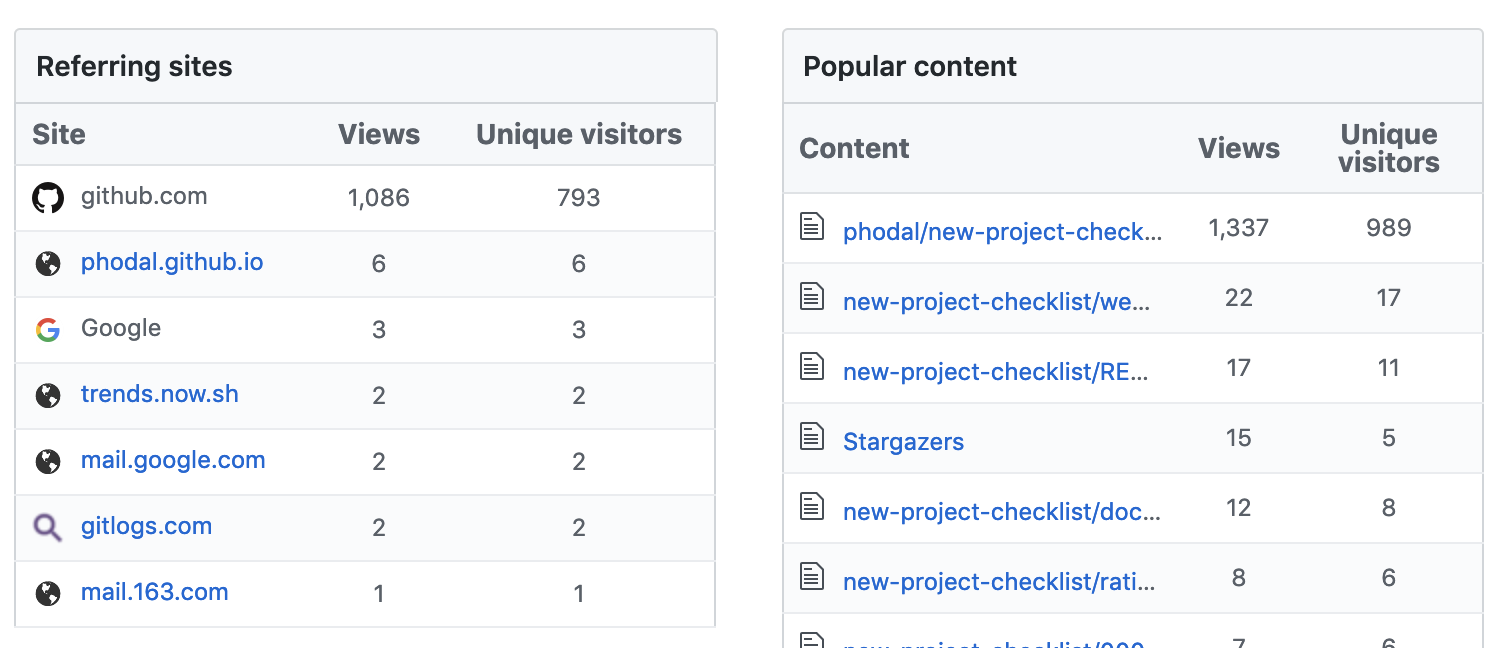 Referring sites
Site Views Unique visitors
github.com 1,086 793
phodal.github.io 6 6
Google 3 3
trends.now.sh 2 2
mail.google.com 2 2
gitlogs.com 2 2
mail.163.com 1 1
Popular content
Content Views Unique visitors
phodal/new-project-check... 1,337 989
new-project-checklist/we... 22 17
new-project-checklist/RE... 17 11
Stargazers 15 5
new-project-checklist/doc... 12 8
new-project-checklist/rati... 8 6